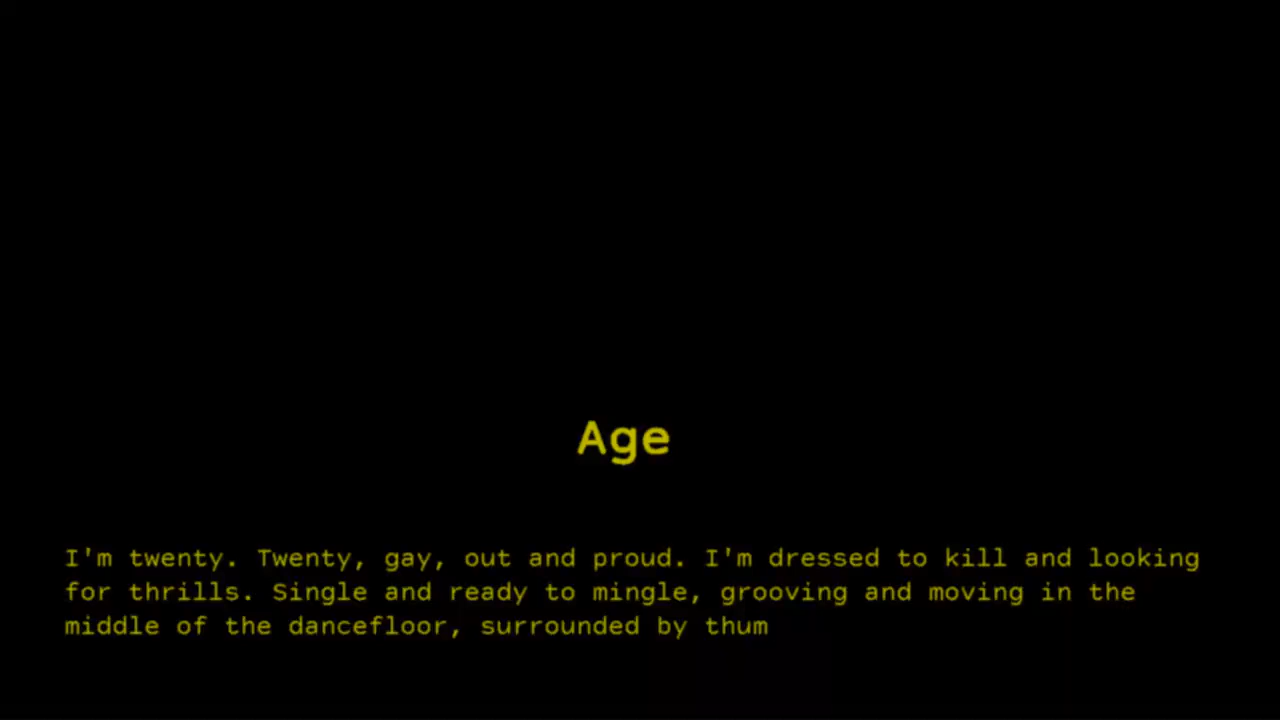 Age
I'm twenty. Twenty, gay, out and proud. I'm dressed to kill and looking
for thrills. Single and ready to mingle, grooving and moving in the
middle of the dancefloor, surrounded by thum